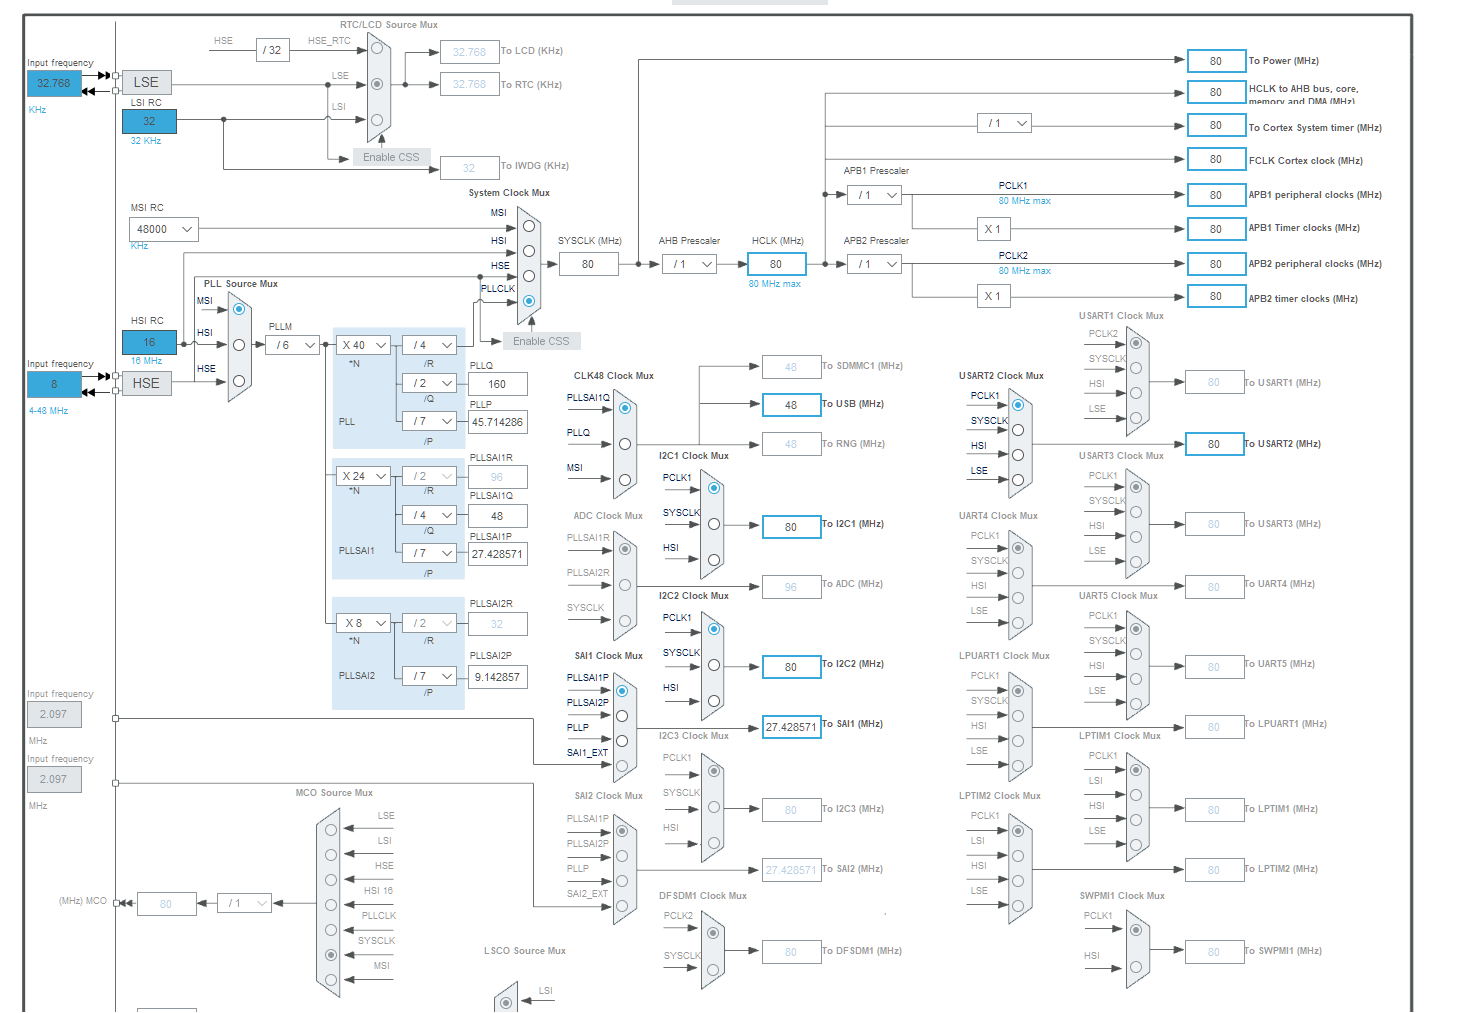 RTC/LCD Source Mux
HSE
/ 32
HSE_RTC
32.768
To LCD (KHz)
Input frequency
32.768
KHz
LSE
LSE
32.768
To RTC (KHz)
LSI RC
32
32 KHz
LSI
Enable CSS
32
To IWDG (KHz)
80
To Power (MHz)
80
HCLK to AHB bus, core,
memory and DMA (MHz)
/ 1
80
To Cortex System timer (MHz)
80
FCLK Cortex clock (MHz)
APB1 Prescaler
/ 1
PCLK1
80 MHz max
80
APB1 peripheral clocks (MHz)
X 1
80
APB1 Timer clocks (MHz)
APB2 Prescaler
/ 1
PCLK2
80 MHz max
80
APB2 peripheral clocks (MHz)
X 1
80
APB2 timer clocks (MHz)
System Clock Mux
MSI
HSI
HSE
PLLCLK
Enable CSS
SYSCLK (MHz)
80
AHB Prescaler
/ 1
HCLK (MHz)
80
80 MHz max
MSI RC
48000
KHz
HSI RC
16
16 MHz
Input frequency
8
4-48 MHz
HSE
PLL Source Mux
MSI
HSI
HSE
PLLM
/ 6
X 40
*N
/ 4
/R
PLLQ
/ 2
160
/Q
PLLP
PLL
/ 7
45.714286
/P
PLLSAI1R
X 24
*N
/ 2
96
/R
PLLSAI1Q
/ 4
48
/Q
PLLSAI1P
PLLSAI1
/ 7
27.428571
/P
PLLSAI2R
X 8
*N
/ 2
32
/R
PLLSAI2P
PLLSAI2
/ 7
9.142857
/P
CLK48 Clock Mux
PLLSAI1Q
PLLQ
MSI
48
To SDMMC1 (MHz)
48
To USB (MHz)
48
To RNG (MHz)
ADC Clock Mux
PLLSAI1R
PLLSAI2R
SYSCLK
96
To ADC (MHz)
SAI1 Clock Mux
PLLSAI1P
PLLSAI2P
PLLP
SAI1_EXT
27.428571
To SAI1 (MHz)
SAI2 Clock Mux
PLLSAI1P
PLLSAI2P
PLLP
SAI2_EXT
27.428571
To SAI2 (MHz)
I2C1 Clock Mux
PCLK1
SYSCLK
HSI
80
To I2C1 (MHz)
I2C2 Clock Mux
PCLK1
SYSCLK
HSI
80
To I2C2 (MHz)
I2C3 Clock Mux
PCLK1
SYSCLK
HSI
80
To I2C3 (MHz)
DFSDM1 Clock Mux
PCLK2
SYSCLK
80
To DFSDM1 (MHz)
USART1 Clock Mux
PCLK2
SYSCLK
HSI
LSE
80
To USART1 (MHz)
USART2 Clock Mux
PCLK1
SYSCLK
HSI
LSE
80
To USART2 (MHz)
USART3 Clock Mux
PCLK1
SYSCLK
HSI
LSE
80
To USART3 (MHz)
UART4 Clock Mux
PCLK1
SYSCLK
HSI
LSE
80
To UART4 (MHz)
UART5 Clock Mux
PCLK1
SYSCLK
HSI
LSE
80
To UART5 (MHz)
LPUART1 Clock Mux
PCLK1
SYSCLK
HSI
LSE
80
To LPUART1 (MHz)
LPTIM1 Clock Mux
PCLK1
LSI
HSI
LSE
80
To LPTIM1 (MHz)
LPTIM2 Clock Mux
PCLK1
LSI
HSI
LSE
80
To LPTIM2 (MHz)
SWPMI1 Clock Mux
PCLK1
HSI
80
To SWPMI1 (MHz)
Input frequency
2.097
MHz
Input frequency
2.097
MHz
MCO Source Mux
LSE
LSI
HSE
HSI 16
PLLCLK
SYSCLK
MSI
(MHz) MCO
80
/ 1
LSCO Source Mux
LSI